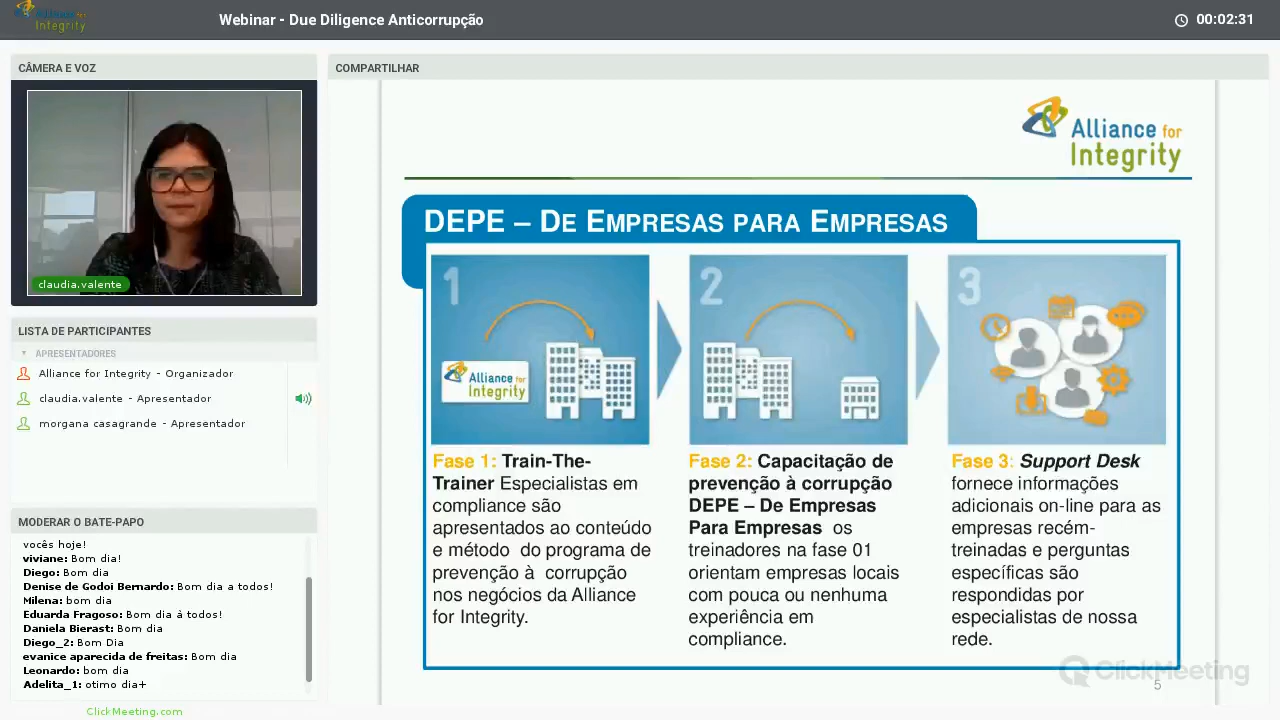 Alliance for
Integrity
Webinar - Due Diligence Anticorrupção
00:02:31
CÂMERA E VOZ
claudia.valente
LISTA DE PARTICIPANTES
APRESENTADORES
Alliance for Integrity - Organizador
claudia.valente - Apresentador
morgana casagrande - Apresentador
MODERAR O BATE-PAPO
vocês hoje!
viviane: Bom dia!
Diego: Bom dia
Denise de Godoi Bernardo: Bom dia a todos!
Milena: bom dia
Eduarda Fragoso: Bom dia à todos!
Daniela Bierast: Bom dia
Diego_2: Bom Dia
evanice aparecida de freitas: Bom dia
Leonardo: bom dia
Adelita_1: otimo dia+
ClickMeeting.com
COMPARTILHAR
Alliance for
Integrity
DEPE – DE EMPRESAS PARA EMPRESAS
1
Alliance for
Integrity
Fase 1: Train-The-
Trainer Especialistas em
compliance são
apresentados ao conteúdo
e método do programa de
prevenção à corrupção
nos negócios da Alliance
for Integrity.
2
Fase 2: Capacitação de
prevenção à corrupção
DEPE – De Empresas
Para Empresas os
treinadores na fase 01
orientam empresas locais
com pouca ou nenhuma
experiência em
compliance.
3
Fase 3: Support Desk
fornece informações
adicionais on-line para as
empresas recém-
treinadas e perguntas
específicas são
respondidas por
especialistas de nossa
rede.
ClickMeeting
5